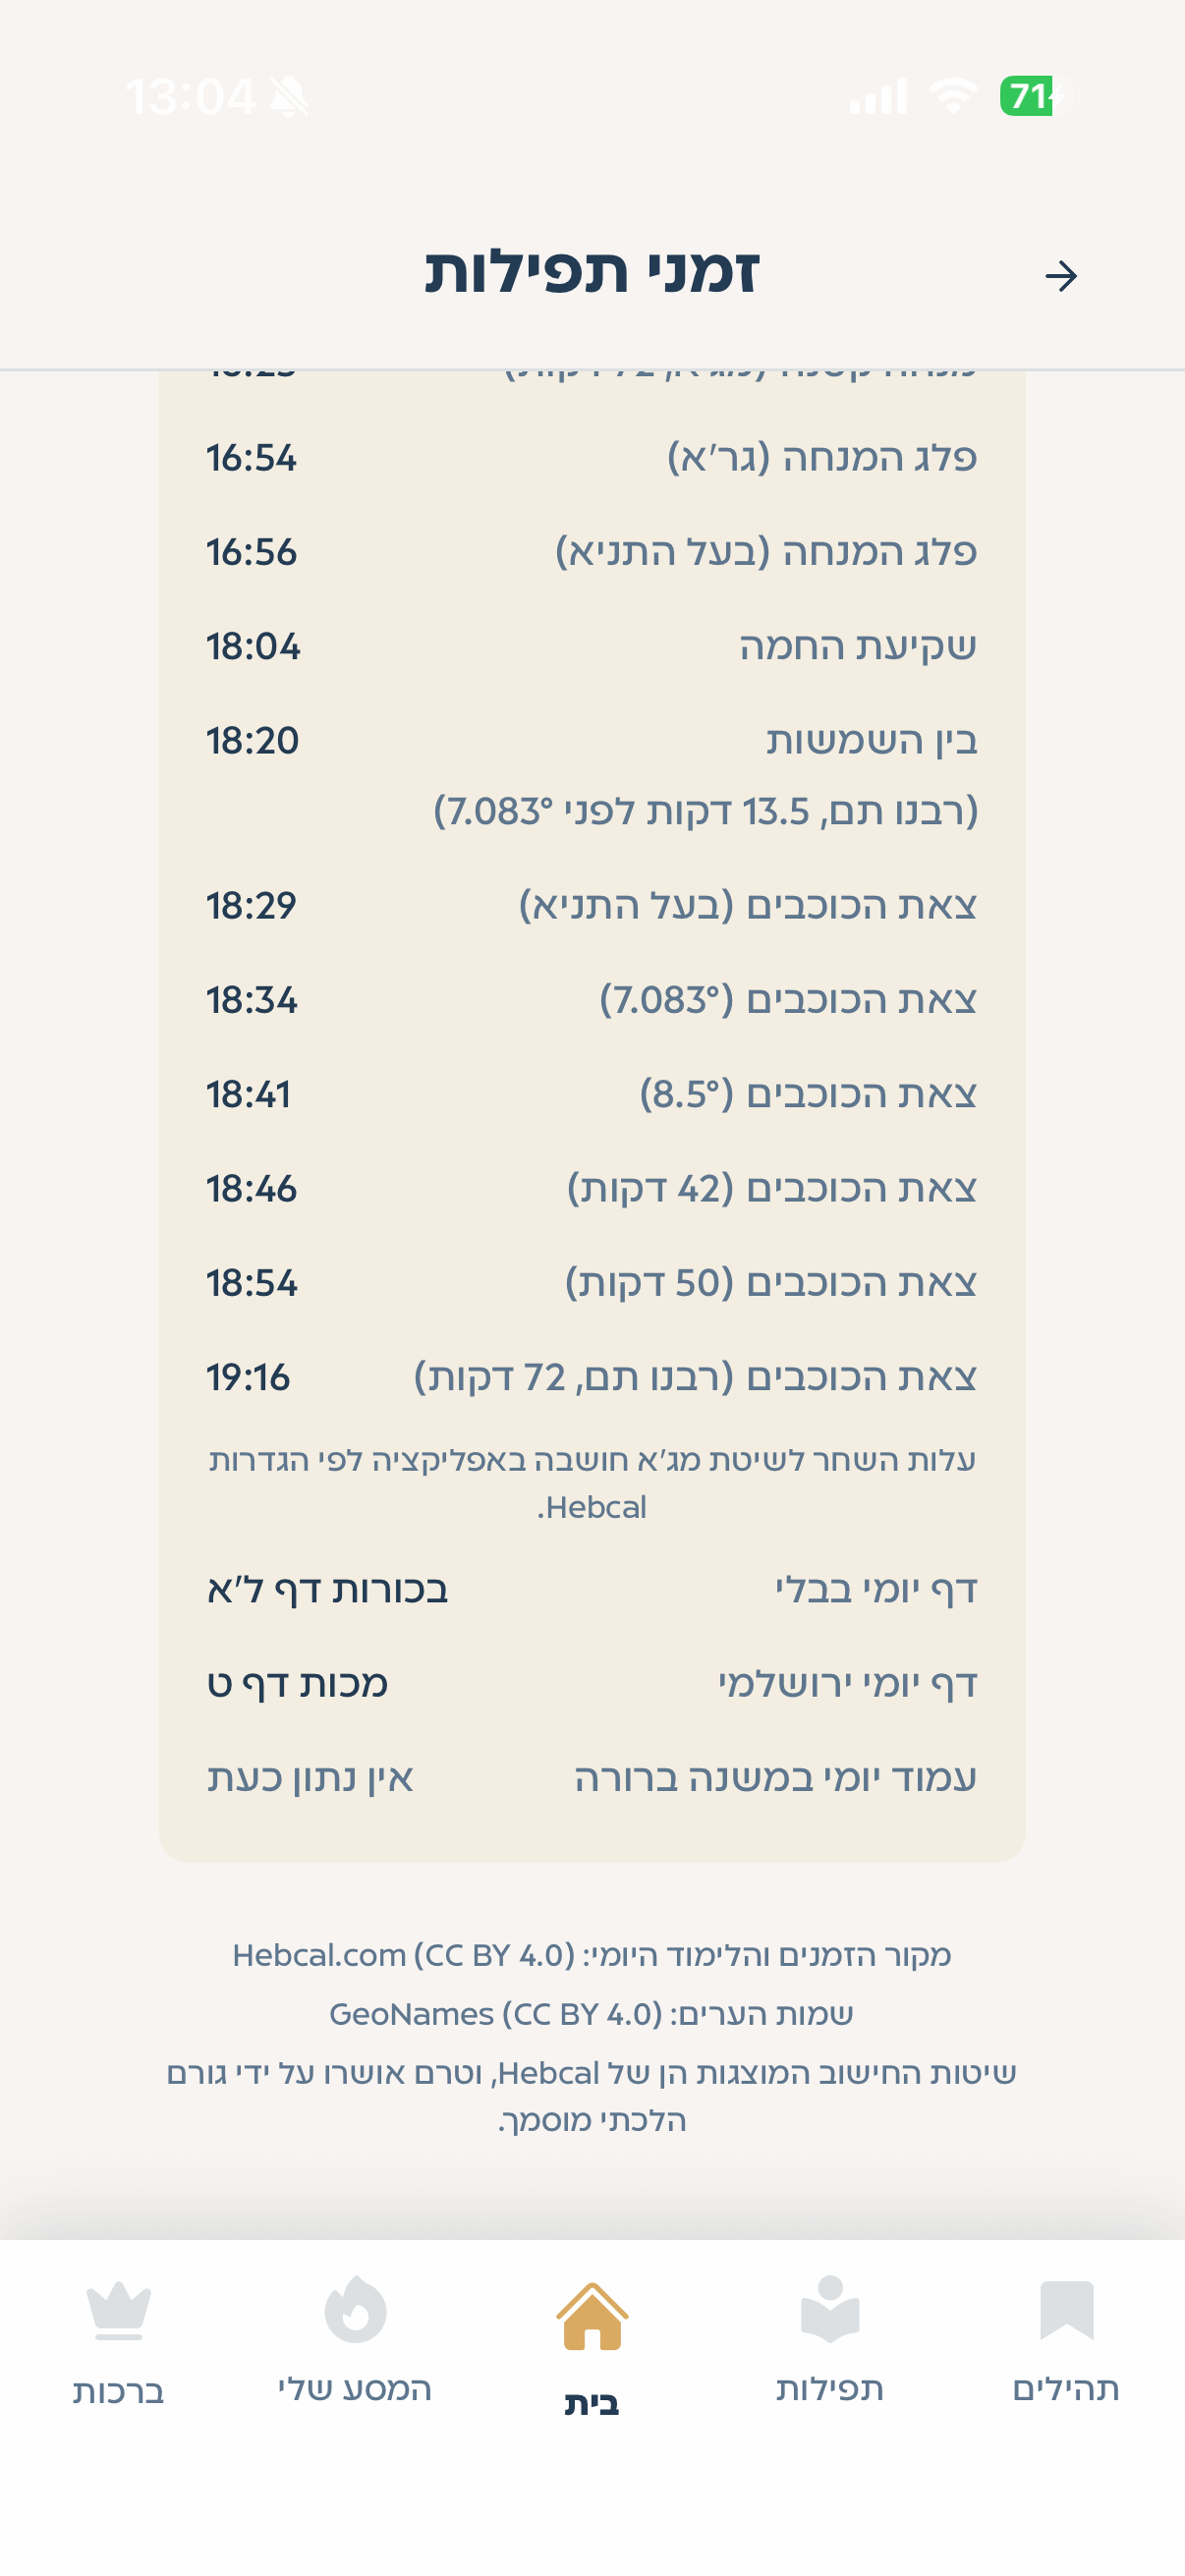 13:04
71
זמני תפילות
פלג המנחה (גר'א) 16:54
פלג המנחה (בעל התניא) 16:56
שקיעת החמה 18:04
בין השמשות 18:20
(רבנו תם, 13.5 דקות לפני 7.083°)
צאת הכוכבים (בעל התניא) 18:29
צאת הכוכבים (7.083°) 18:34
צאת הכוכבים (8.5°) 18:41
צאת הכוכבים (42 דקות) 18:46
צאת הכוכבים (50 דקות) 18:54
צאת הכוכבים (רבנו תם, 72 דקות) 19:16
עלות השחר לשיטת מג'א חושבה באפליקציה לפי הגדרות
Hebcal.
דף יומי בבלי בכורות דף ל'א
דף יומי ירושלמי מכות דף ט
עמוד יומי במשנה ברורה אין נתון כעת
מקור הזמנים והלימוד היומי: Hebcal.com (CC BY 4.0)
שמות הערים: GeoNames (CC BY 4.0)
שיטות החישוב המוצגות הן של Hebcal, וטרם אושרו על ידי גורם
הלכתי מוסמך.
תהילים תפילות בית המסע שלי ברכות